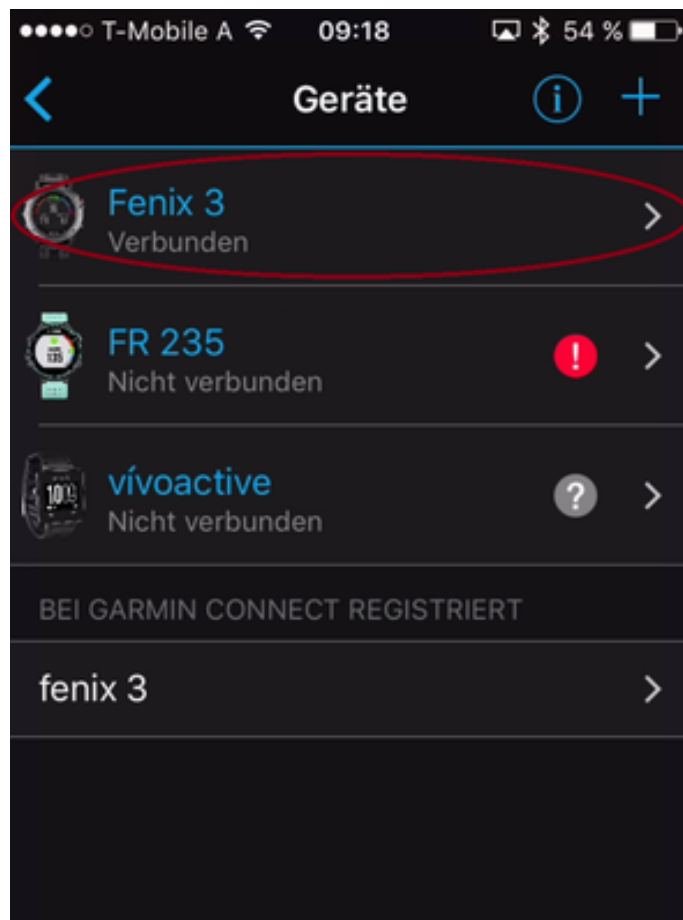 T-Mobile A 09:18 54 %
Geräte
Fenix 3
Verbunden
FR 235
!
Nicht verbunden
vívoactive
?
Nicht verbunden
BEI GARMIN CONNECT REGISTRIERT
fenix 3